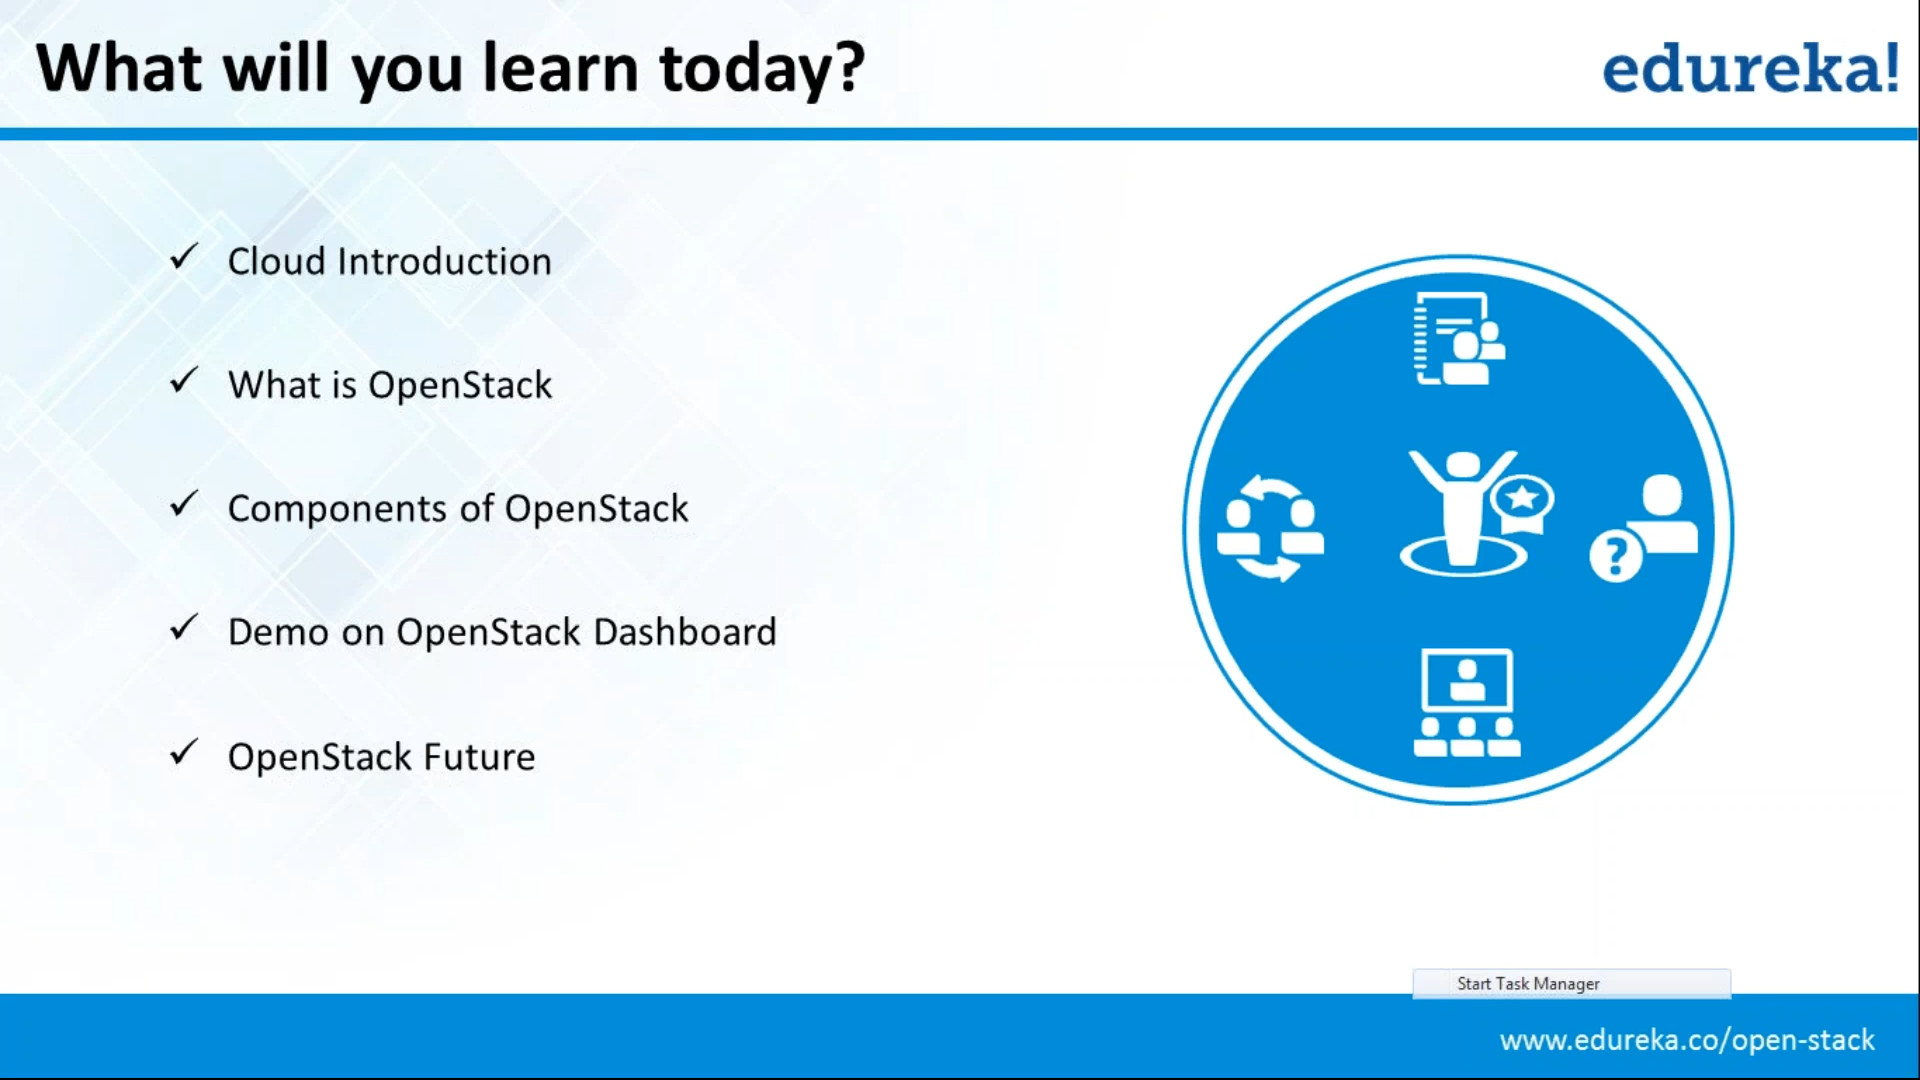 What will you learn today?
edureka!
✓ Cloud Introduction
✓ What is OpenStack
✓ Components of OpenStack
✓ Demo on OpenStack Dashboard
✓ OpenStack Future
?
Start Task Manager
www.edureka.co/open-stack